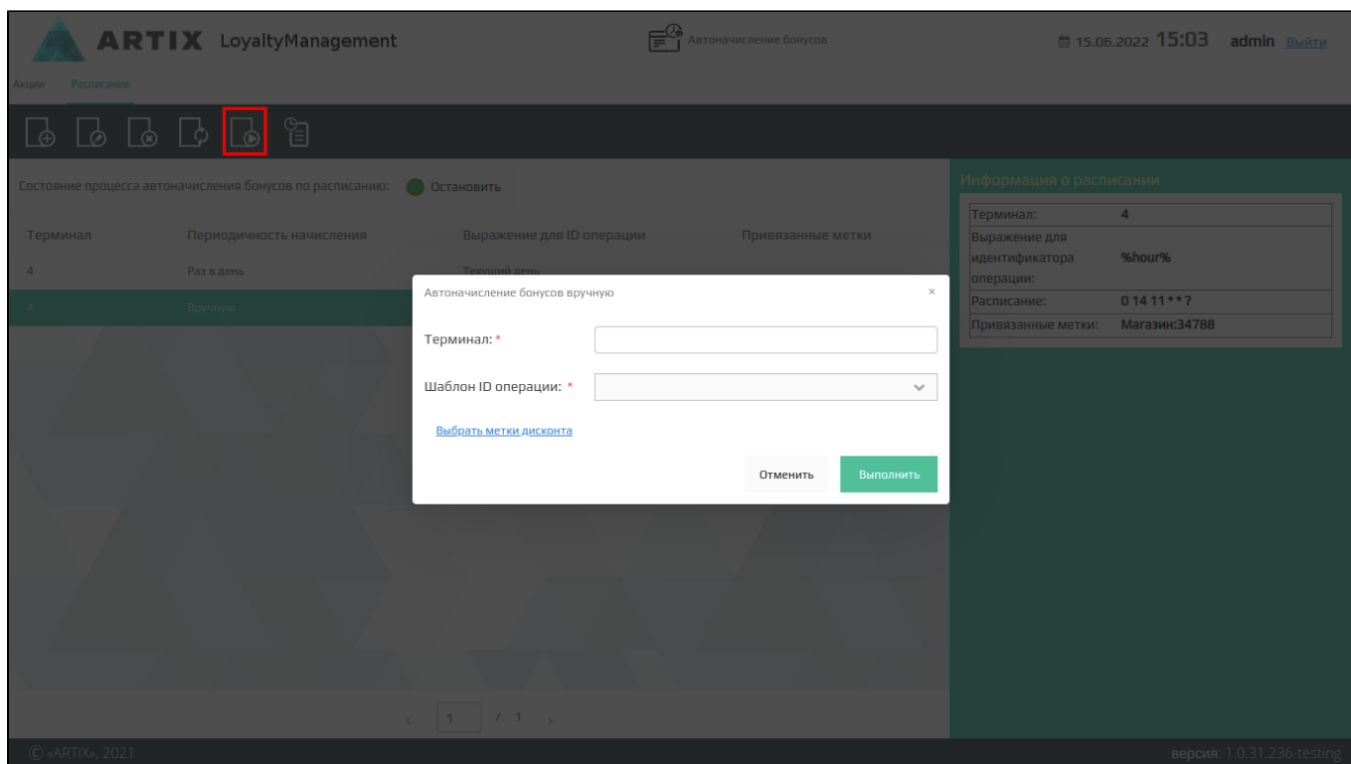 ARTIX LoyaltyManagement
Автоначисление бонусов
15.06.2022 15:03 admin Выйти
Акции Расписание
Состояние процесса автоначисления бонусов по расписанию: Остановить
Терминал Периодичность начисления Выражение для ID операции Привязанные метки
4 Раз в день Текущий день
4 Вручную
Информация о расписании
Терминал: 4
Выражение для
идентификатора
операции: %hour%
Расписание: 0 14 11 * * ?
Привязанные метки: Магазин:34788
Автоначисление бонусов вручную ×
Терминал: *
Шаблон ID операции: *
Выбрать метки дисконта
Отменить Выполнить
‹ 1 / 1 ›
© «ARTIX», 2021
версия: 1.0.31.236-testing